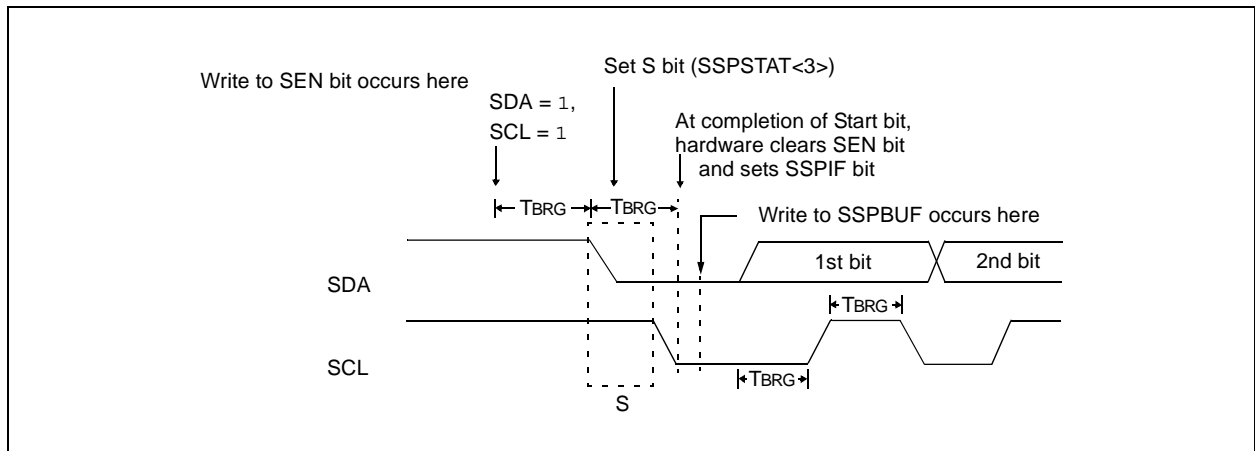 Write to SEN bit occurs here
Set S bit (SSPSTAT<3>)
SDA = 1,
SCL = 1
At completion of Start bit,
hardware clears SEN bit
and sets SSPIF bit
TBRG
TBRG
Write to SSPBUF occurs here
SDA
1st bit
2nd bit
TBRG
SCL
TBRG
S